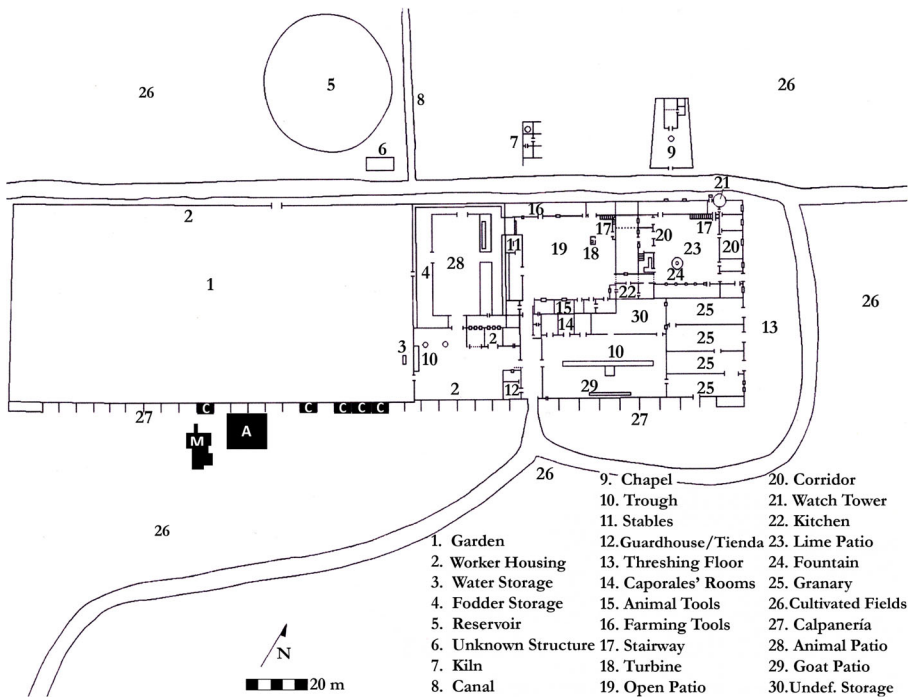 26
5
26
8
6
7
9
21
2
16
17
20
17
11
19
18
23
20
4
28
24
1
22
25
26
15
30
13
14
25
3
10
2
10
25
2
12
29
25
27
C
C
C
C
C
27
M
A
26
26
1. Garden
2. Worker Housing
3. Water Storage
4. Fodder Storage
5. Reservoir
6. Unknown Structure
7. Kiln
8. Canal
9. Chapel
10. Trough
11. Stables
12. Guardhouse/Tienda
13. Threshing Floor
14. Caporales' Rooms
15. Animal Tools
16. Farming Tools
17. Stairway
18. Turbine
19. Open Patio
20. Corridor
21. Watch Tower
22. Kitchen
23. Lime Patio
24. Fountain
25. Granary
26. Cultivated Fields
27. Calpanería
28. Animal Patio
29. Goat Patio
30. Undef. Storage
N
20 m